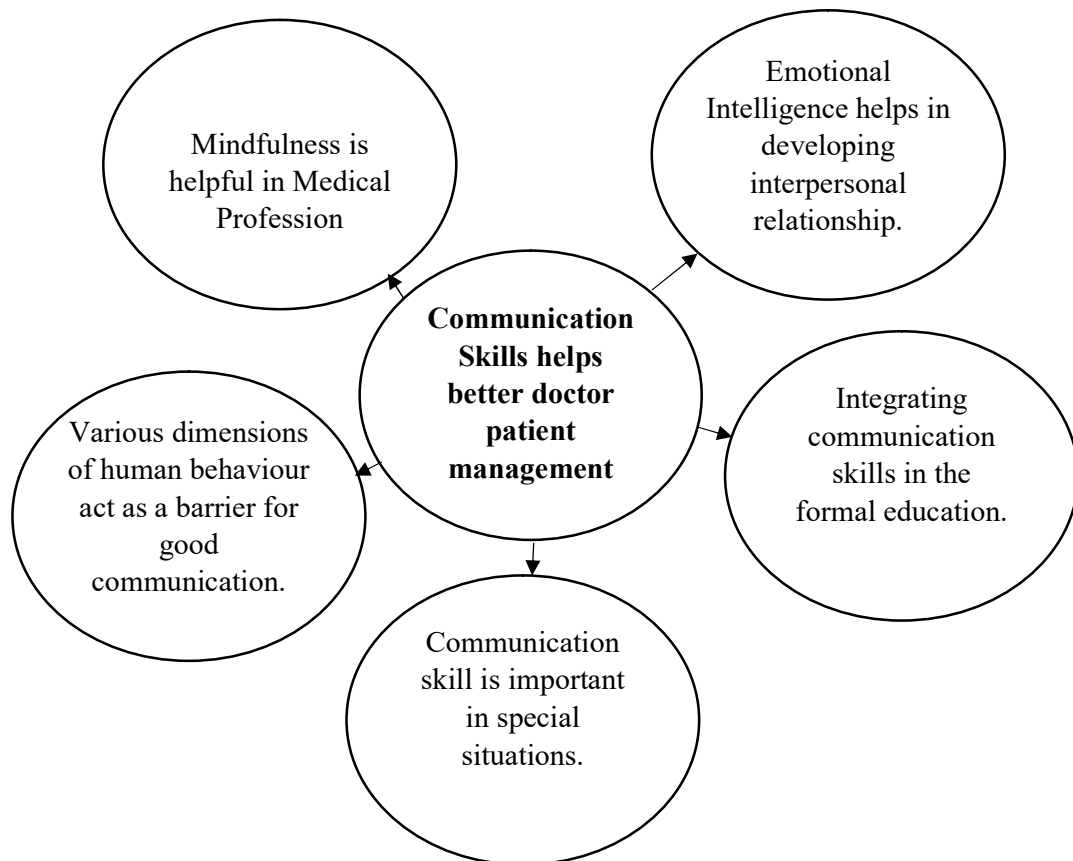 Mindfulness is
helpful in Medical
Profession
Emotional
Intelligence helps in
developing
interpersonal
relationship.
Communication
Skills helps
better doctor
patient
management
Various dimensions
of human behaviour
act as a barrier for
good
communication.
Integrating
communication
skills in the
formal education.
Communication
skill is important
in special
situations.